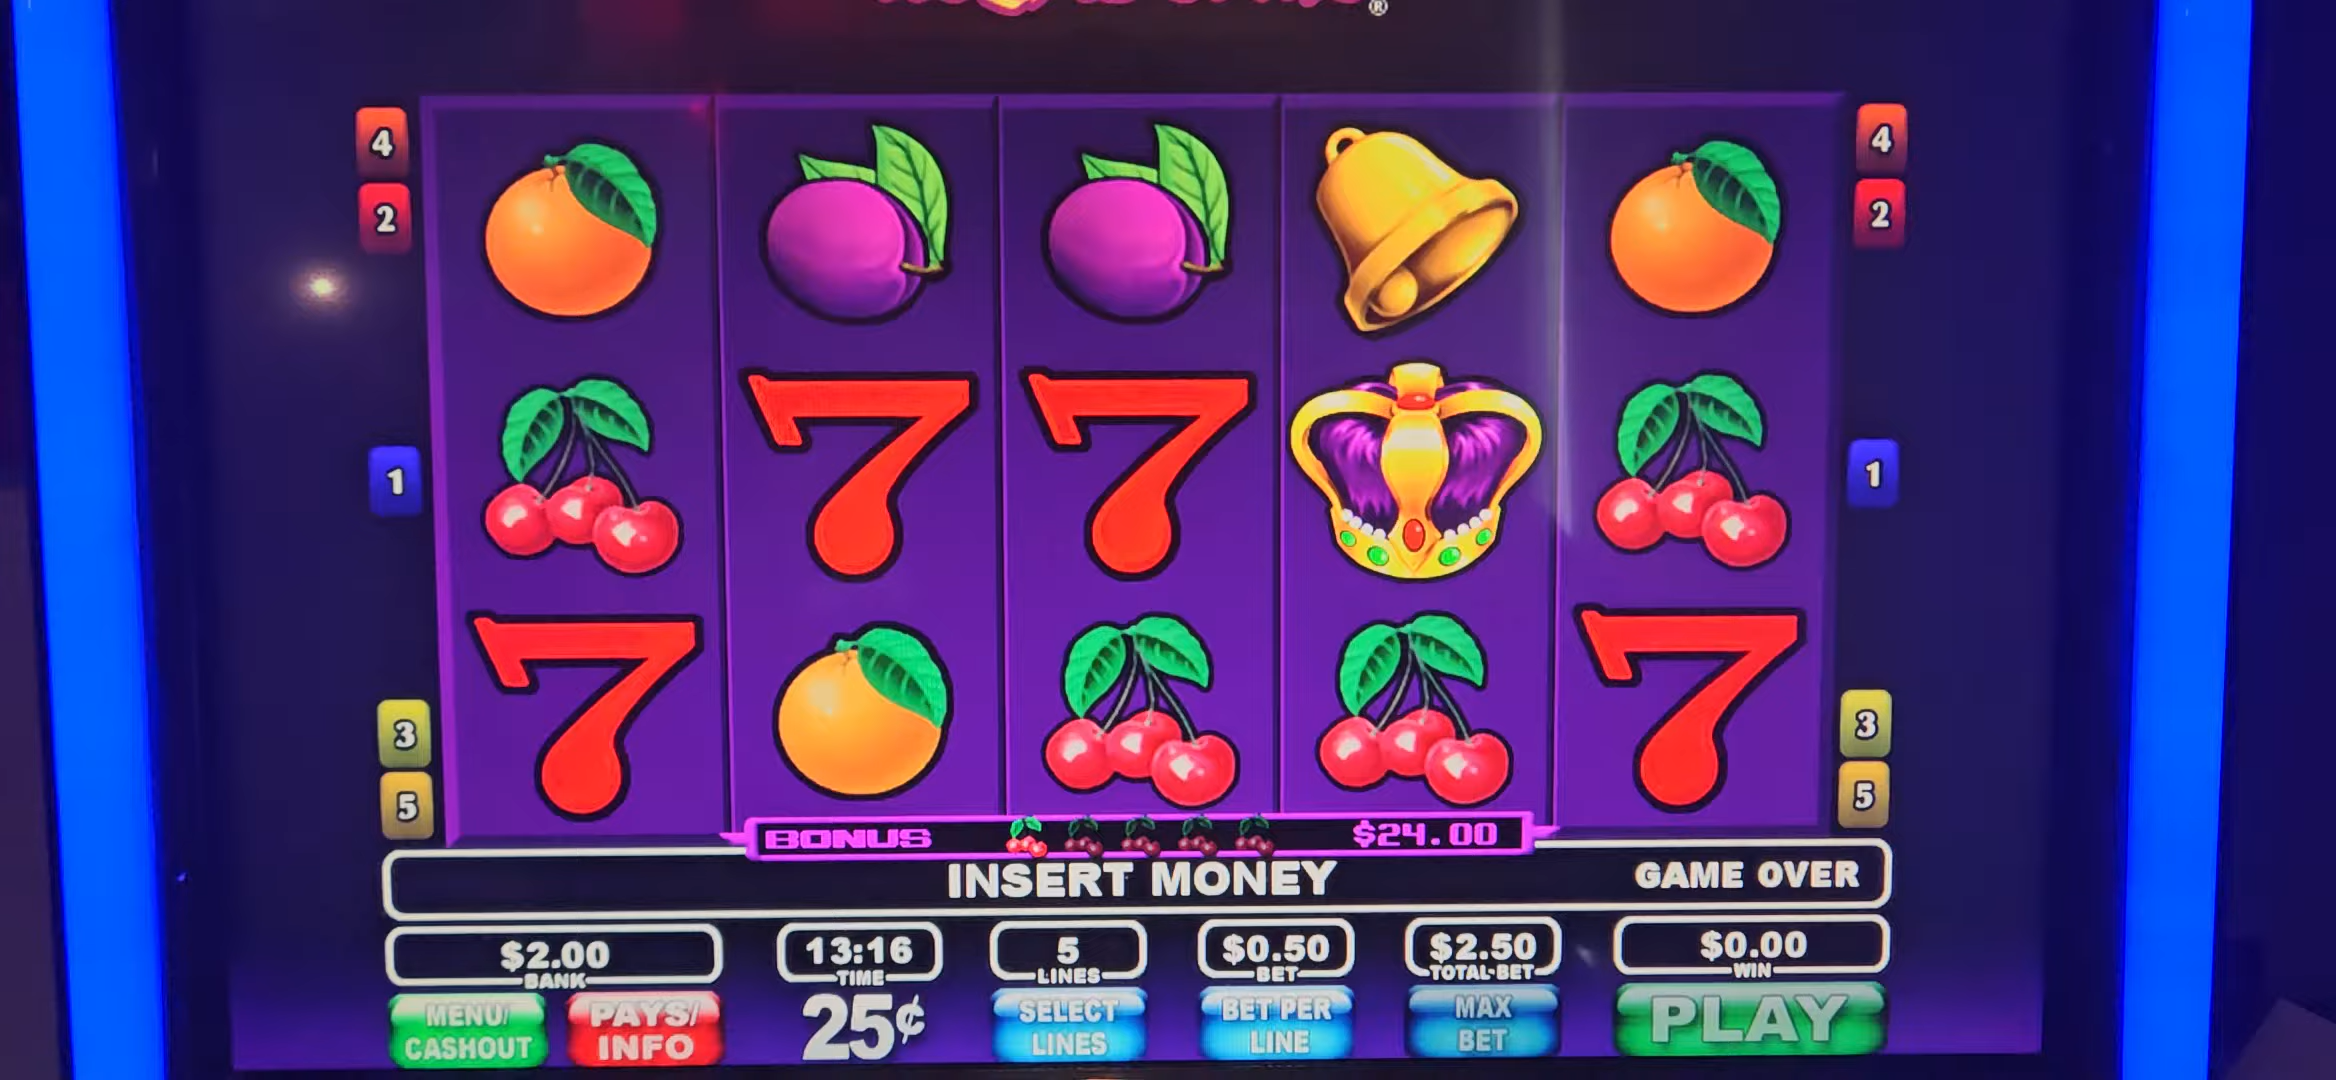 ®
4 4
2 2
1 1
3 3
5 5
BONUS $24.00
INSERT MONEY GAME OVER
$2.00 13:16 5 $0.50 $2.50 $0.00
BANK TIME LINES BET TOTAL-BET WIN
MENU/ CASHOUT
PAYS/ INFO
25¢
SELECT LINES
BET PER LINE
MAX BET
PLAY